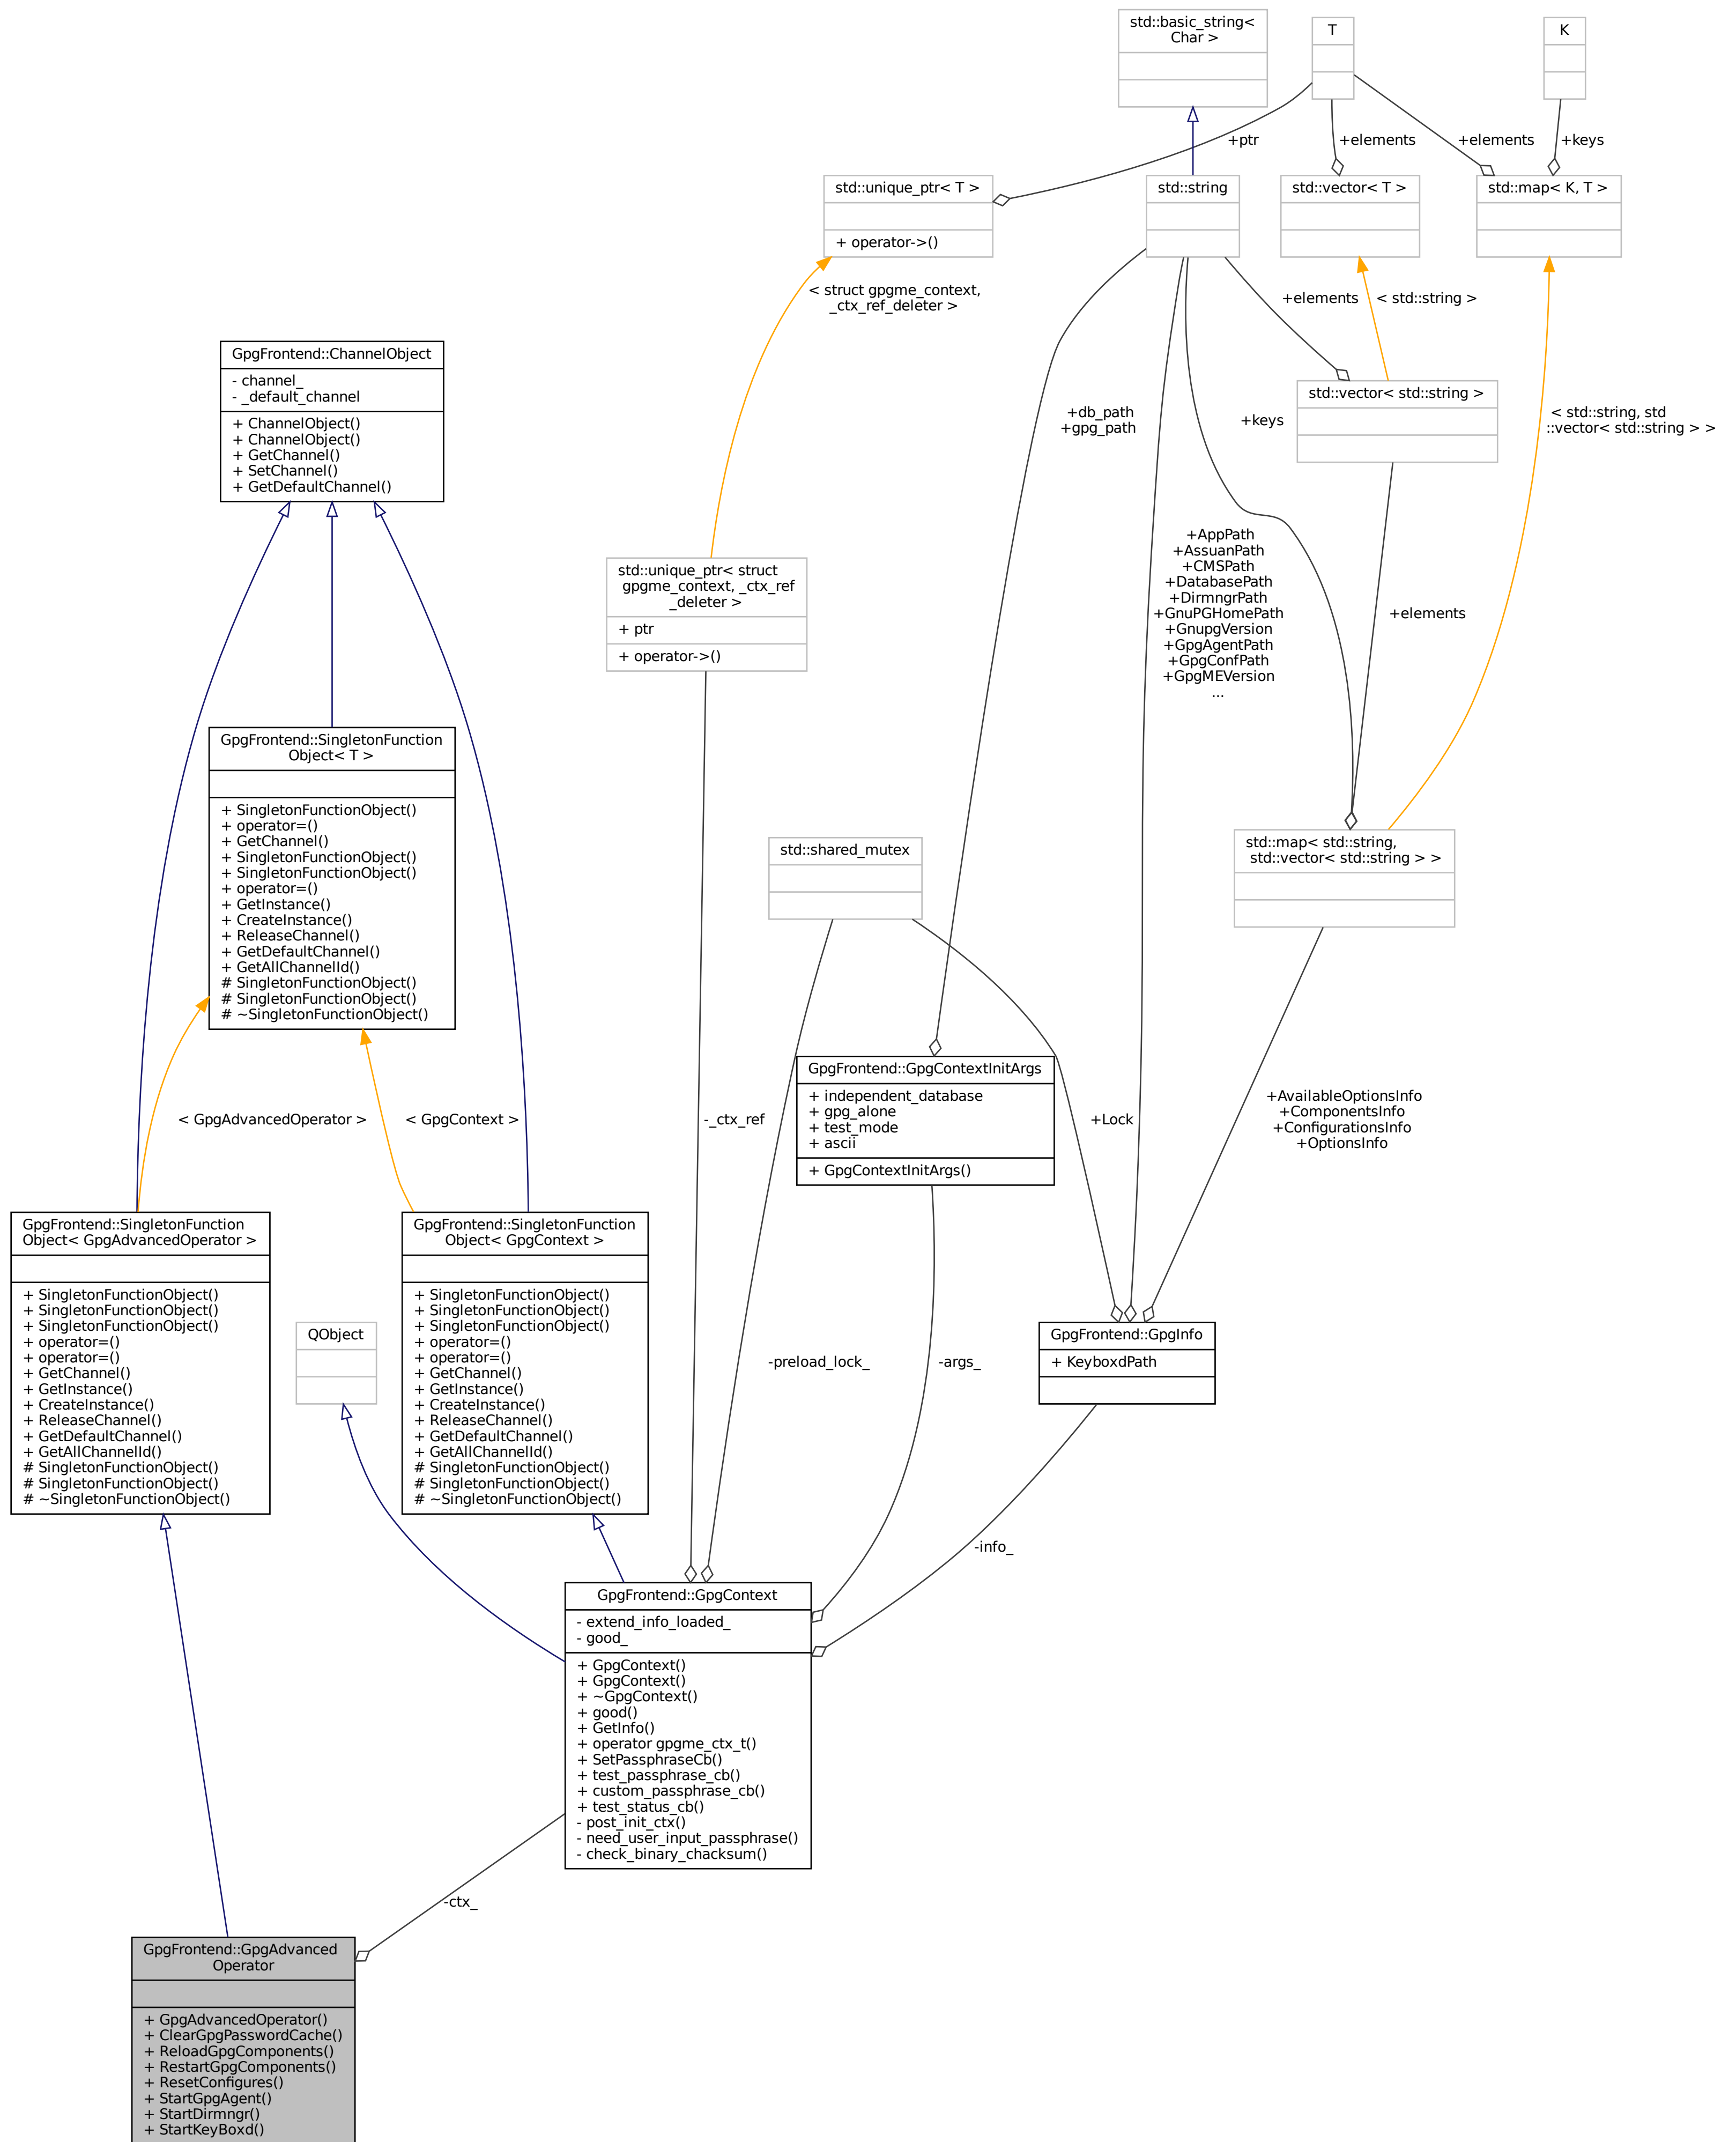 std::basic_string<
Char >
T
K
+ptr
+elements
+elements
+keys
std::unique_ptr< T >
+ operator->()
std::string
std::vector< T >
std::map< K, T >
< struct gpgme_context,
_ctx_ref_deleter >
+elements
< std::string >
GpgFrontend::ChannelObject
- channel_
- _default_channel
+ ChannelObject()
+ ChannelObject()
+ GetChannel()
+ SetChannel()
+ GetDefaultChannel()
+db_path
+gpg_path
+keys
std::vector< std::string >
< std::string, std
::vector< std::string > >
std::unique_ptr< struct
gpgme_context, _ctx_ref
_deleter >
+ ptr
+ operator->()
+AppPath
+AssuanPath
+CMSPath
+DatabasePath
+DirmngrPath
+GnuPGHomePath
+GnupgVersion
+GpgAgentPath
+GpgConfPath
+GpgMEVersion
...
+elements
GpgFrontend::SingletonFunction
Object< T >
+ SingletonFunctionObject()
+ operator=()
+ GetChannel()
+ SingletonFunctionObject()
+ SingletonFunctionObject()
+ operator=()
+ GetInstance()
+ CreateInstance()
+ ReleaseChannel()
+ GetDefaultChannel()
+ GetAllChannelId()
# SingletonFunctionObject()
# SingletonFunctionObject()
# ~SingletonFunctionObject()
std::shared_mutex
std::map< std::string,
std::vector< std::string > >
< GpgAdvancedOperator >
< GpgContext >
-_ctx_ref
GpgFrontend::GpgContextInitArgs
+ independent_database
+ gpg_alone
+ test_mode
+ ascii
+ GpgContextInitArgs()
+Lock
+AvailableOptionsInfo
+ComponentsInfo
+ConfigurationsInfo
+OptionsInfo
GpgFrontend::SingletonFunction
Object< GpgAdvancedOperator >
+ SingletonFunctionObject()
+ SingletonFunctionObject()
+ SingletonFunctionObject()
+ operator=()
+ operator=()
+ GetChannel()
+ GetInstance()
+ CreateInstance()
+ ReleaseChannel()
+ GetDefaultChannel()
+ GetAllChannelId()
# SingletonFunctionObject()
# SingletonFunctionObject()
# ~SingletonFunctionObject()
QObject
GpgFrontend::SingletonFunction
Object< GpgContext >
+ SingletonFunctionObject()
+ SingletonFunctionObject()
+ SingletonFunctionObject()
+ operator=()
+ operator=()
+ GetChannel()
+ GetInstance()
+ CreateInstance()
+ ReleaseChannel()
+ GetDefaultChannel()
+ GetAllChannelId()
# SingletonFunctionObject()
# SingletonFunctionObject()
# ~SingletonFunctionObject()
-preload_lock_
-args_
GpgFrontend::GpgInfo
+ KeyboxdPath
-info_
GpgFrontend::GpgContext
- extend_info_loaded_
- good_
+ GpgContext()
+ GpgContext()
+ ~GpgContext()
+ good()
+ GetInfo()
+ operator gpgme_ctx_t()
+ SetPassphraseCb()
+ test_passphrase_cb()
+ custom_passphrase_cb()
+ test_status_cb()
- post_init_ctx()
- need_user_input_passphrase()
- check_binary_chacksum()
-ctx_
GpgFrontend::GpgAdvanced
Operator
+ GpgAdvancedOperator()
+ ClearGpgPasswordCache()
+ ReloadGpgComponents()
+ RestartGpgComponents()
+ ResetConfigures()
+ StartGpgAgent()
+ StartDirmngr()
+ StartKeyBoxd()